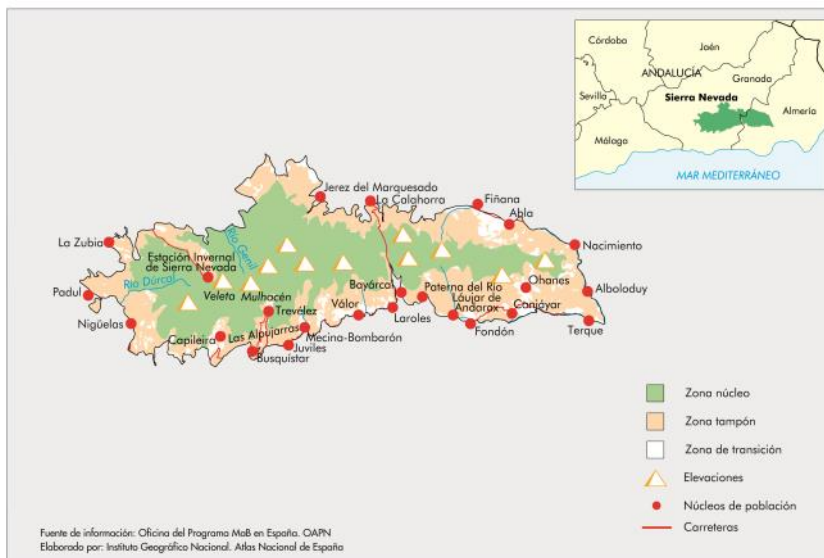 Córdoba
Jaén
ANDALUCÍA
Granada
Sevilla
Sierra Nevada
Almería
Málaga
MAR MEDITERRÁNEO
Jerez del Marquesado
La Calahorra
Fiñana
Abla
La Zubia
Nacimiento
Río Genil
Estación Invernal
de Sierra Nevada
Río Dúrcal
Padul
Veleta
Mulhacén
Bayárcal
Paterna del Río
Ohanes
Alboloduy
Láujar de
Andarax
Canjáyar
Trevélez
Válor
Nigüelas
Laroles
Fondón
Terque
Capileira
Las Alpujarras
Mecina-Bombarón
Juviles
Busquístar
Zona núcleo
Zona tampón
Zona de transición
Elevaciones
Núcleos de población
Carreteras
Fuente de información: Oficina del Programa MaB en España. OAPN
Elaborado por: Instituto Geográfico Nacional. Atlas Nacional de España